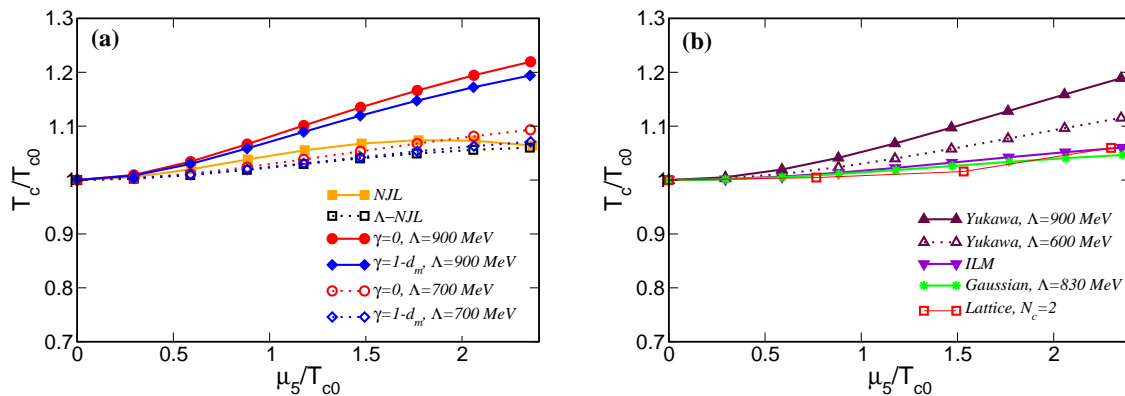 (a)
1.3
1.2
1.1
1
0.9
0.8
0.7
T_c/T_c0
0 0.5 1 1.5 2
μ_5/T_c0
NJL
Λ−NJL
γ=0, Λ=900 MeV
γ=1-d_m, Λ=900 MeV
γ=0, Λ=700 MeV
γ=1-d_m, Λ=700 MeV
(b)
1.3
1.2
1.1
1
0.9
0.8
0.7
T_c/T_c0
0 0.5 1 1.5 2
μ_5/T_c0
Yukawa, Λ=900 MeV
Yukawa, Λ=600 MeV
ILM
Gaussian, Λ=830 MeV
Lattice, N_c=2